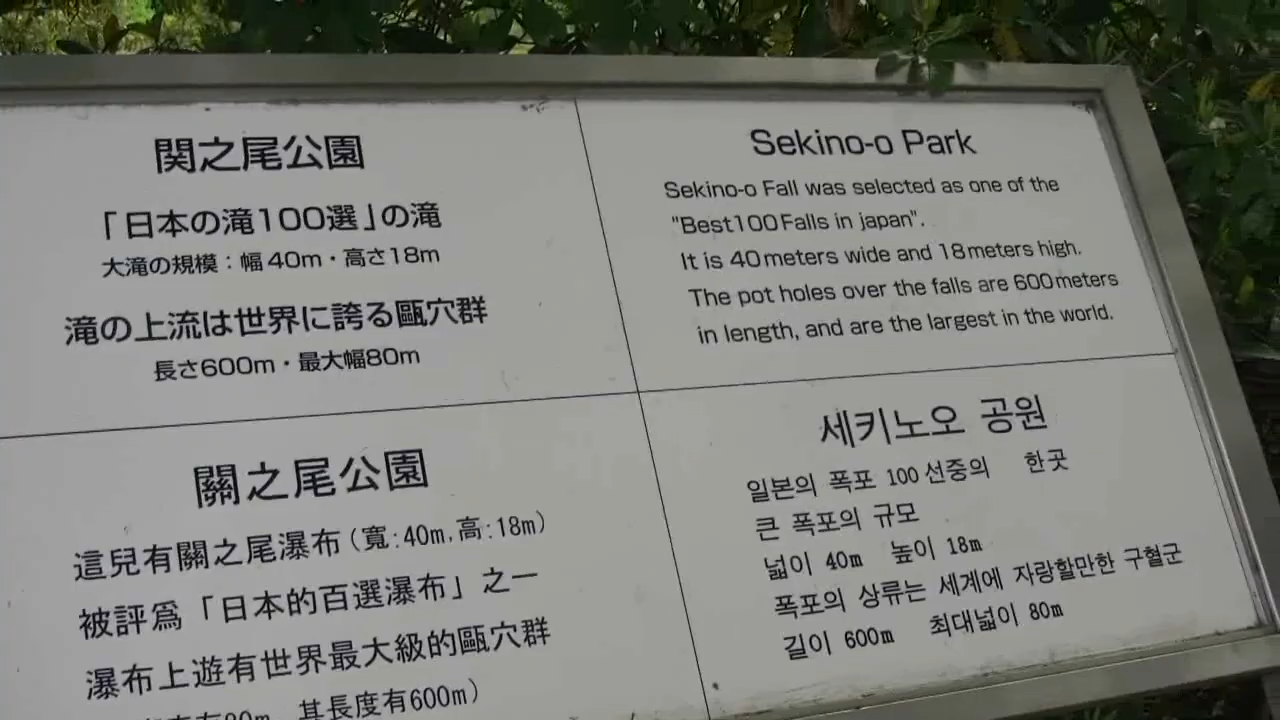 関之尾公園
「日本の滝100選」の滝
大滝の規模：幅40m・高さ18m
滝の上流は世界に誇る甌穴群
長さ600m・最大幅80m
Sekino-o Park
Sekino-o Fall was selected as one of the
"Best100Falls in japan".
It is 40meters wide and 18meters high.
The pot holes over the falls are 600meters
in length, and are the largest in the world.
關之尾公園
這兒有關之尾瀑布(寬:40m,高:18m)
被評爲「日本的百選瀑布」之一
瀑布上遊有世界最大級的甌穴群
80m 其長度有600m)
세키노오 공원
일본의 폭포 100 선중의 한곳
큰 폭포의 규모
넓이 40m 높이 18m
폭포의 상류는 세계에 자랑할만한 구혈군
길이 600m 최대넓이 80m